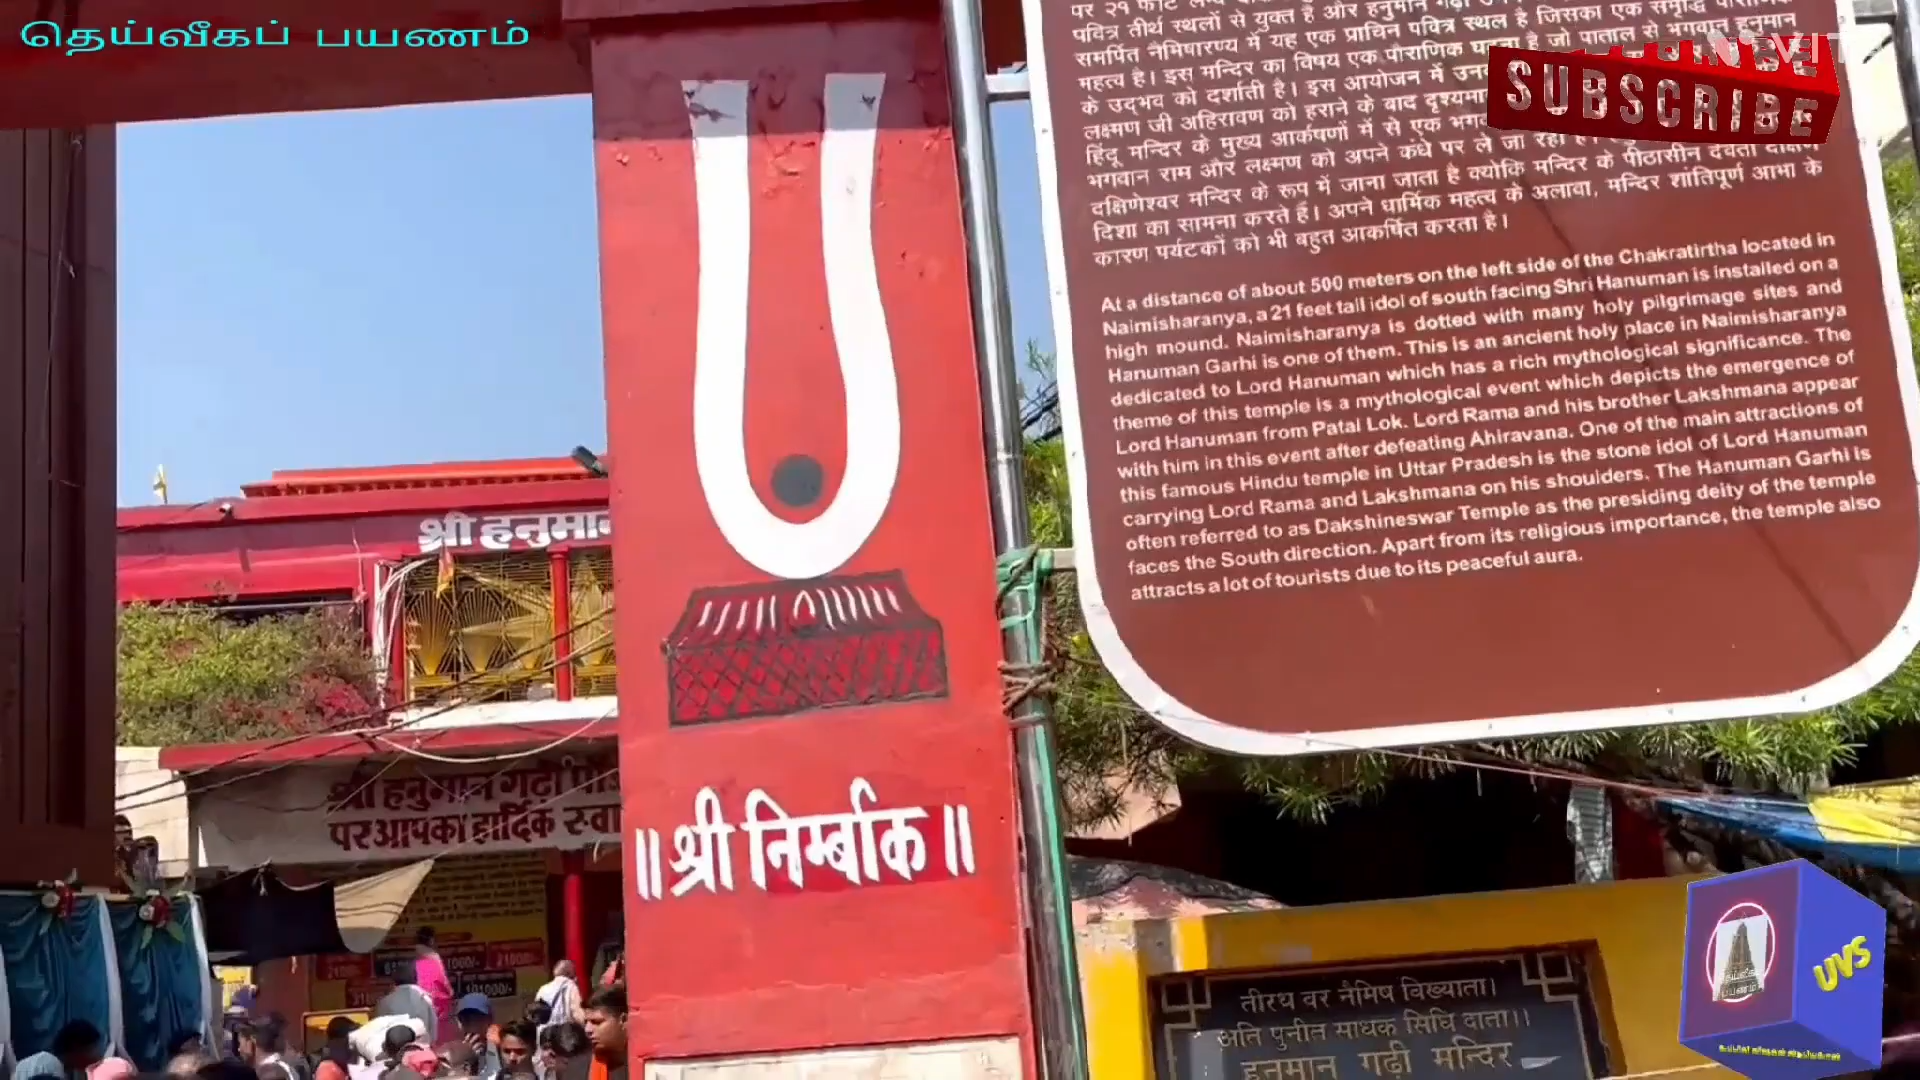 தெய்வீகப் பயணம்
SUBSCRIBE
पवित्र तीर्थ स्थलों से युक्त है और हनुमान गढ़ी
समर्पित नैमिषारण्य में यह एक प्राचिन पवित्र स्थल है जिसका एक समृद्ध
महत्व है। इस मन्दिर का विषय एक पौराणिक घटना है जो पाताल से भगवान हनुमान
के उद्भव को दर्शाती है। इस आयोजन में
लक्ष्मण जी अहिरावण को हराने के बाद
हिंदू मन्दिर के मुख्य आर्कषणों में से एक
भगवान राम और लक्ष्मण को अपने कंधे पर ले जा रहा
दक्षिणेश्वर मन्दिर के रूप में जाना जाता है क्योकि मन्दिर के पीठासीन देवता दक्षिण
दिशा का सामना करते हैं। अपने धार्मिक महत्व के अलावा, मन्दिर शांतिपूर्ण आभा के
कारण पर्यटकों को भी बहुत आकर्षित करता है।
At a distance of about 500 meters on the left side of the Chakratirtha located in
Naimisharanya, a 21 feet tall idol of south facing Shri Hanuman is installed on a
high mound. Naimisharanya is dotted with many holy pilgrimage sites and
Hanuman Garhi is one of them. This is an ancient holy place in Naimisharanya
dedicated to Lord Hanuman which has a rich mythological significance. The
theme of this temple is a mythological event which depicts the emergence of
Lord Hanuman from Patal Lok. Lord Rama and his brother Lakshmana appear
with him in this event after defeating Ahiravana. One of the main attractions of
this famous Hindu temple in Uttar Pradesh is the stone idol of Lord Hanuman
carrying Lord Rama and Lakshmana on his shoulders. The Hanuman Garhi is
often referred to as Dakshineswar Temple as the presiding deity of the temple
faces the South direction. Apart from its religious importance, the temple also
attracts a lot of tourists due to its peaceful aura.
श्री हनुमान
श्री हनुमान गढ़ी
पर आपका हार्दिक
॥ श्री निर्म्बाक ॥
तीरथ वर नैमिष विख्याता।
अति पुनीत साधक सिधि दाता।।
हनुमान गढ़ी मन्दिर
தெய்வீகப்
பயணம்
UVS